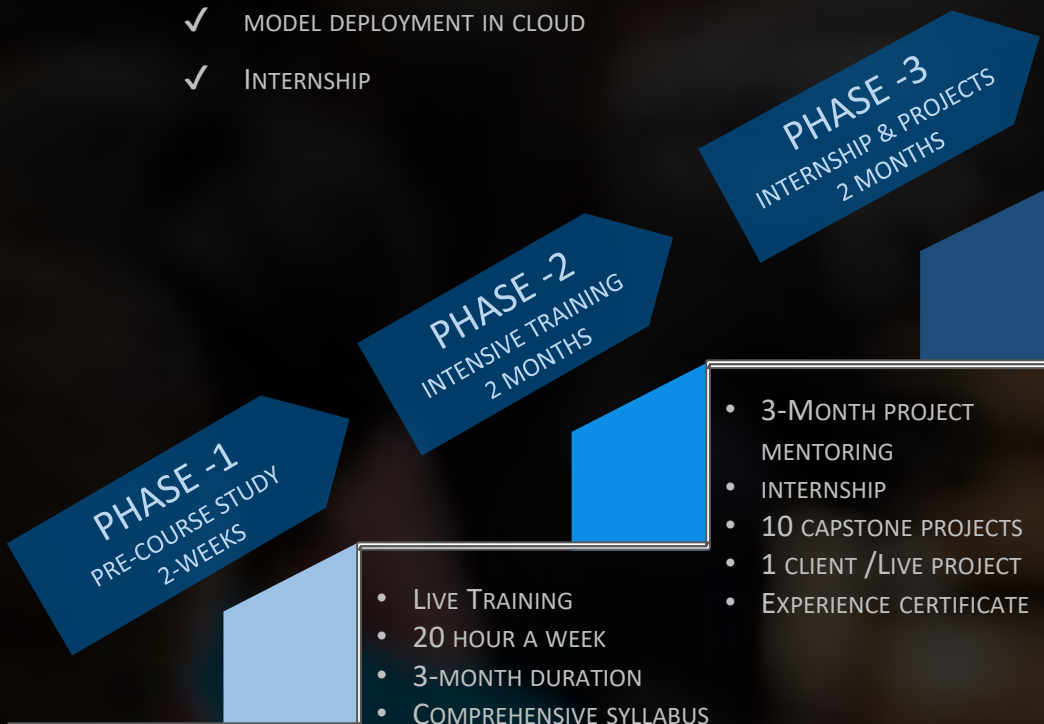 ✓ MODEL DEPLOYMENT IN CLOUD
✓ INTERNSHIP
PHASE -3
INTERNSHIP & PROJECTS
2 MONTHS
PHASE -2
INTENSIVE TRAINING
2 MONTHS
PHASE -1
PRE-COURSE STUDY
2-WEEKS
• 3-MONTH PROJECT
MENTORING
• INTERNSHIP
• 10 CAPSTONE PROJECTS
• 1 CLIENT /LIVE PROJECT
• EXPERIENCE CERTIFICATE
• LIVE TRAINING
• 20 HOUR A WEEK
• 3-MONTH DURATION
• COMPREHENSIVE SYLLABUS